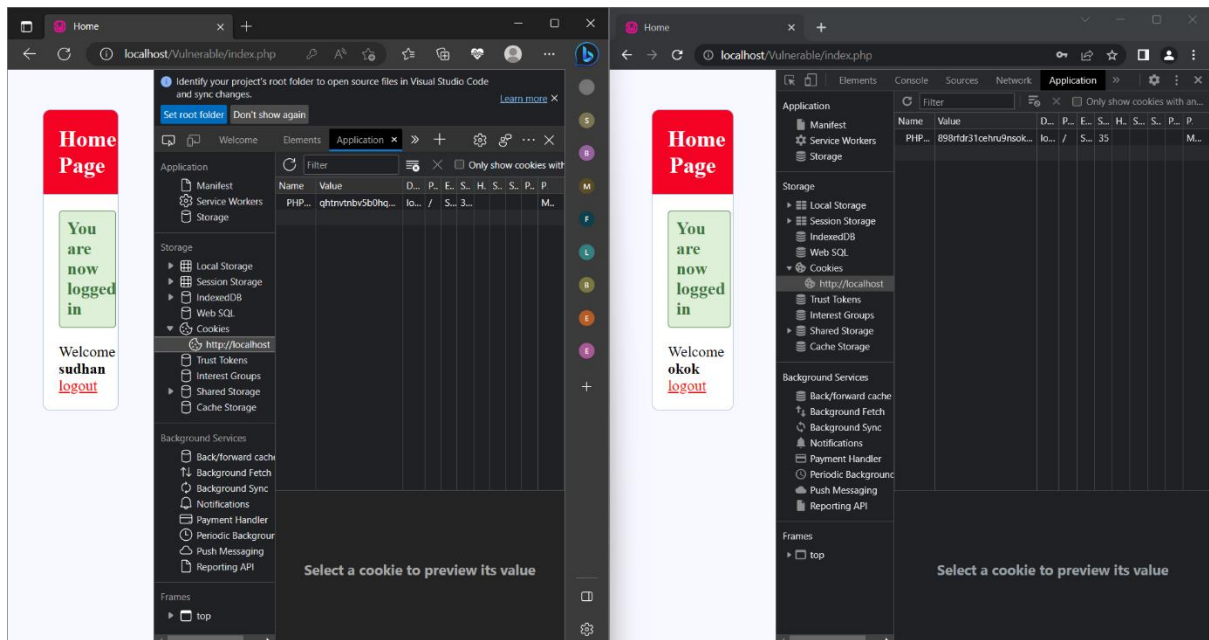 Home
localhost/Vulnerable/index.php
Identify your project's root folder to open source files in Visual Studio Code
and sync changes.
Learn more
Set root folder Don't show again
Welcome Elements Application
Application
Filter
Only show cookies with
Manifest
Service Workers
Storage
Name Value D... P.. E.. S... H. S... S.. P... P.
PHP... qhtnvtnbv5b0hq... lo... / S... 3... M..
Home
Page
You
are
now
logged
in
Welcome
sudhan
logout
Storage
Local Storage
Session Storage
IndexedDB
Web SQL
Cookies
http://localhost
Trust Tokens
Interest Groups
Shared Storage
Cache Storage
Background Services
Back/forward cache
Background Fetch
Background Sync
Notifications
Payment Handler
Periodic Backgroun
Push Messaging
Reporting API
Frames
top
Select a cookie to preview its value
S
B
M
F
L
B
E
E
Home
localhost/Vulnerable/index.php
Elements Console Sources Network Application
Application
Filter
Only show cookies with an...
Manifest
Service Workers
Storage
Name Value D... P... E... S... H.. S... S... P... P.
PHP... 898rfdr31cehru9nsok... lo... / S... 35 M...
Home
Page
You
are
now
logged
in
Welcome
okok
logout
Storage
Local Storage
Session Storage
IndexedDB
Web SQL
Cookies
http://localhost
Trust Tokens
Interest Groups
Shared Storage
Cache Storage
Background Services
Back/forward cache
Background Fetch
Background Sync
Notifications
Payment Handler
Periodic Background
Push Messaging
Reporting API
Frames
top
Select a cookie to preview its value